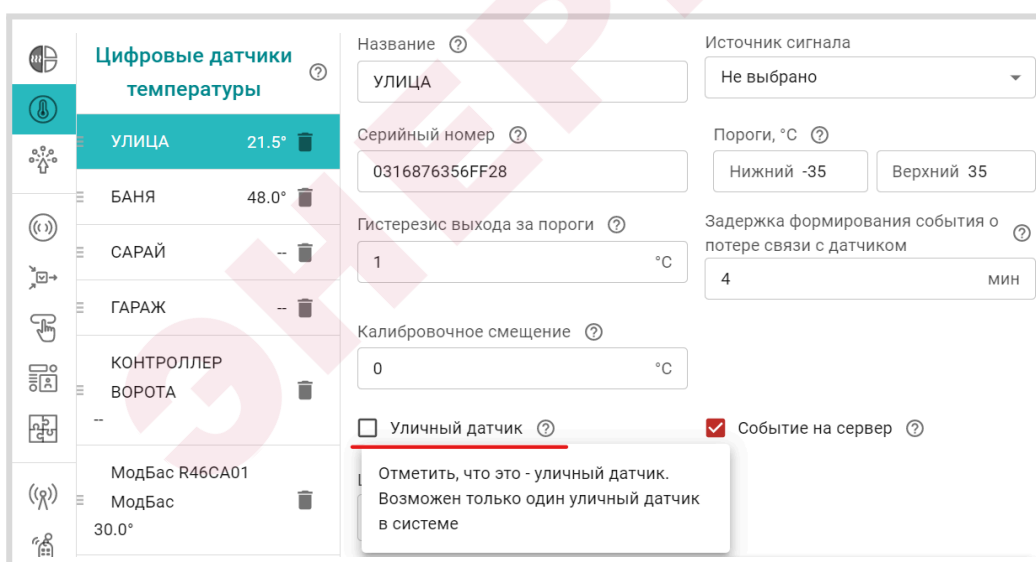 Цифровые датчики
температуры
УЛИЦА 21.5°
БАНЯ 48.0°
САРАЙ --
ГАРАЖ --
КОНТРОЛЛЕР
ВОРОТА
--
МодБас R46CA01
МодБас
30.0°
Название
УЛИЦА
Источник сигнала
Не выбрано
Серийный номер
0316876356FF28
Пороги, °C
Нижний -35 Верхний 35
Гистерезис выхода за пороги
1 °C
Задержка формирования события о
потере связи с датчиком
4 мин
Калибровочное смещение
0 °C
Уличный датчик
Событие на сервер
Отметить, что это - уличный датчик.
Возможен только один уличный датчик
в системе
ЭНЕР